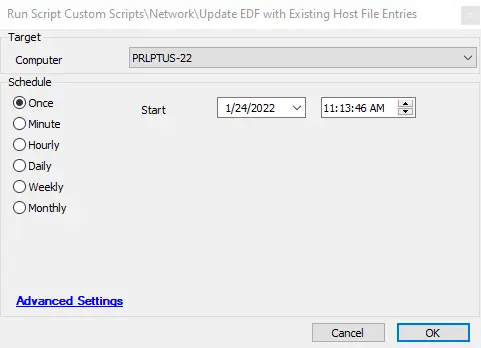 Run Script Custom Scripts\Network\Update EDF with Existing Host File Entries
Target
Computer PRLPTUS-22
Schedule
Once Start 1/24/2022 11:13:46 AM
Minute
Hourly
Daily
Weekly
Monthly
Advanced Settings
Cancel OK